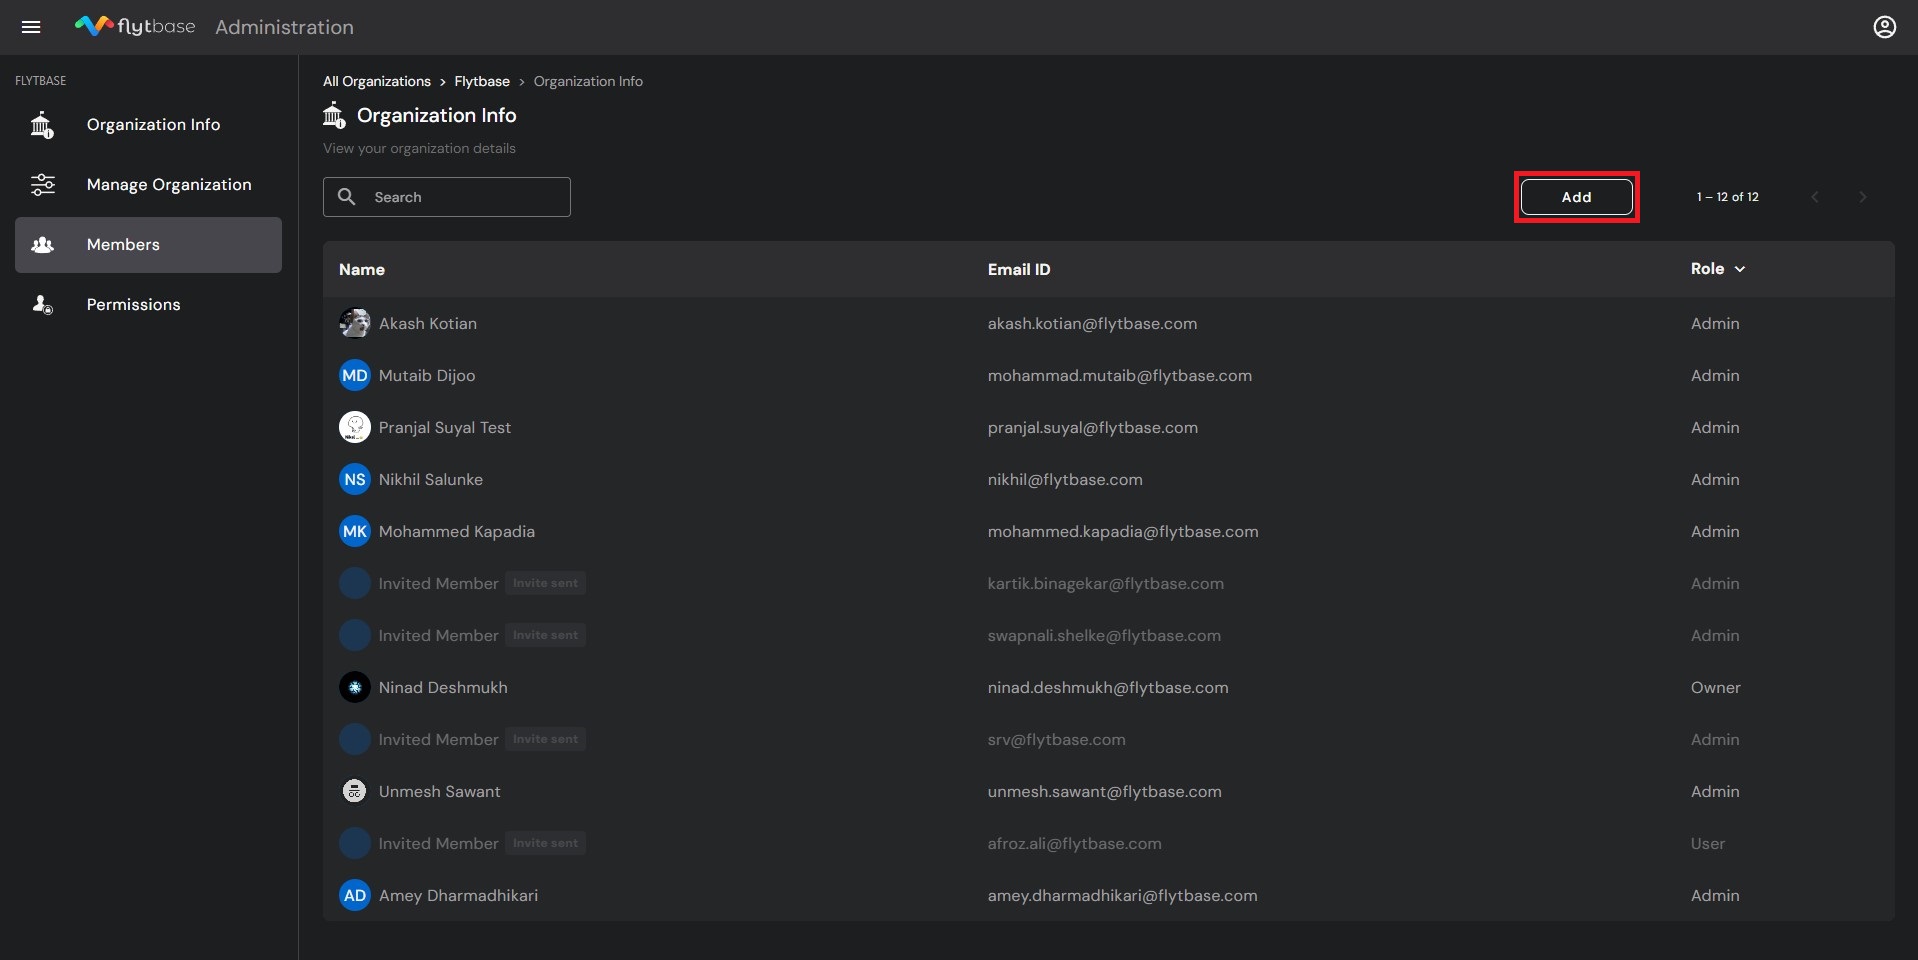 flytbase Administration
FLYTBASE
Organization Info
Manage Organization
Members
Permissions
All Organizations > Flytbase > Organization Info
Organization Info
View your organization details
Search
Add
1 – 12 of 12
Name Email ID Role
Akash Kotian akash.kotian@flytbase.com Admin
MD Mutaib Dijoo mohammad.mutaib@flytbase.com Admin
Pranjal Suyal Test pranjal.suyal@flytbase.com Admin
NS Nikhil Salunke nikhil@flytbase.com Admin
MK Mohammed Kapadia mohammed.kapadia@flytbase.com Admin
Invited Member Invite sent kartik.binagekar@flytbase.com Admin
Invited Member Invite sent swapnali.shelke@flytbase.com Admin
Ninad Deshmukh ninad.deshmukh@flytbase.com Owner
Invited Member Invite sent srv@flytbase.com Admin
Unmesh Sawant unmesh.sawant@flytbase.com Admin
Invited Member Invite sent afroz.ali@flytbase.com User
AD Amey Dharmadhikari amey.dharmadhikari@flytbase.com Admin